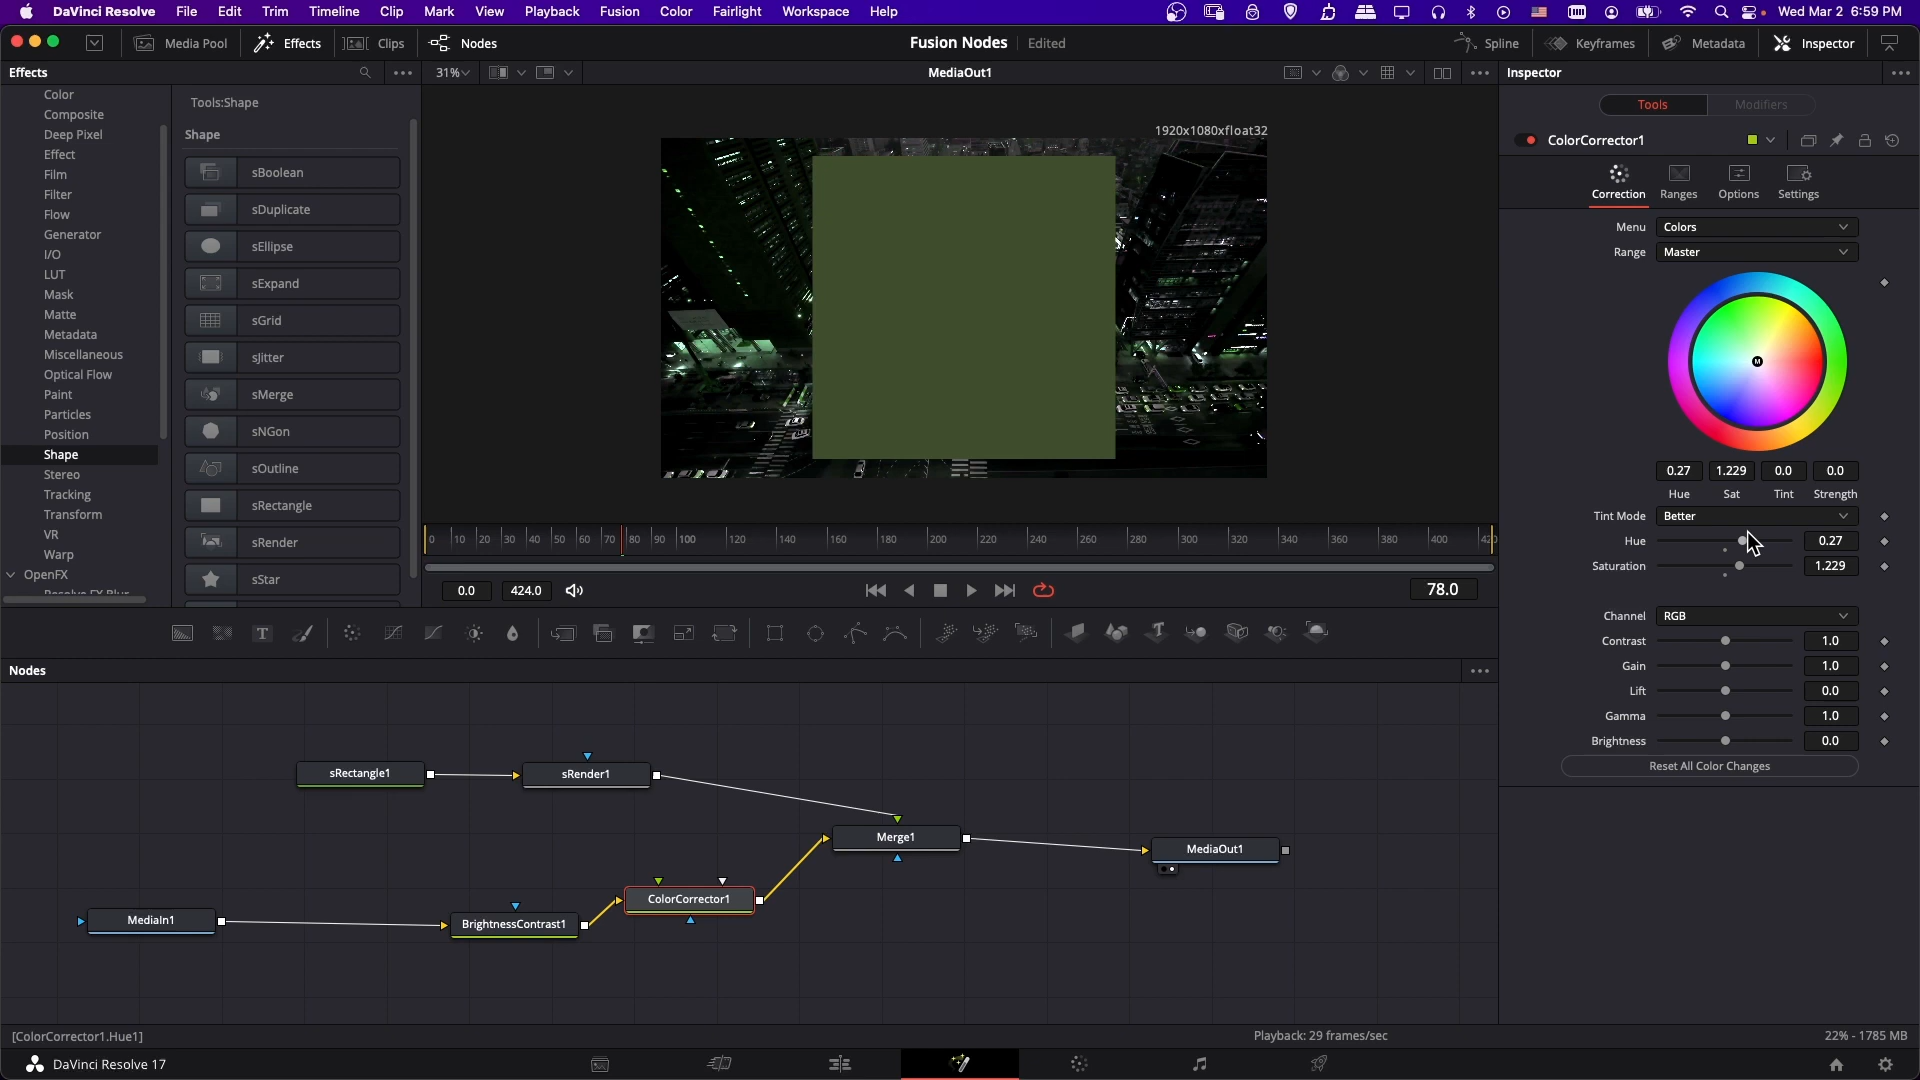 DaVinci Resolve File Edit Trim Timeline Clip Mark View Playback Fusion Color Fairlight Workspace Help Wed Mar 2 6:59 PM
Media Pool Effects Clips Nodes Fusion Nodes Edited Spline Keyframes Metadata Inspector
Effects 31% MediaOut1 Inspector
Color
Composite
Deep Pixel
Effect
Film
Filter
Flow
Generator
I/O
LUT
Mask
Matte
Metadata
Miscellaneous
Optical Flow
Paint
Particles
Position
Shape
Stereo
Tracking
Transform
VR
Warp
OpenFX
Resolve FX Blur
Tools:Shape
Shape
sBoolean
sDuplicate
sEllipse
sExpand
sGrid
sJitter
sMerge
sNGon
sOutline
sRectangle
sRender
sStar
1920x1080xfloat32
0 10 20 30 40 50 60 70 80 90 100 120 140 160 180 200 220 240 260 280 300 320 340 360 380 400
0.0 424.0 78.0
Tools Modifiers
ColorCorrector1
Correction Ranges Options Settings
Menu Colors
Range Master
M
0.27 1.229 0.0 0.0
Hue Sat Tint Strength
Tint Mode Better
Hue 0.27
Saturation 1.229
Channel RGB
Contrast 1.0
Gain 1.0
Lift 0.0
Gamma 1.0
Brightness 0.0
Reset All Color Changes
Nodes
sRectangle1 sRender1
Merge1
MediaOut1
ColorCorrector1
MediaIn1 BrightnessContrast1
[ColorCorrector1.Hue1] Playback: 29 frames/sec 22% - 1785 MB
DaVinci Resolve 17